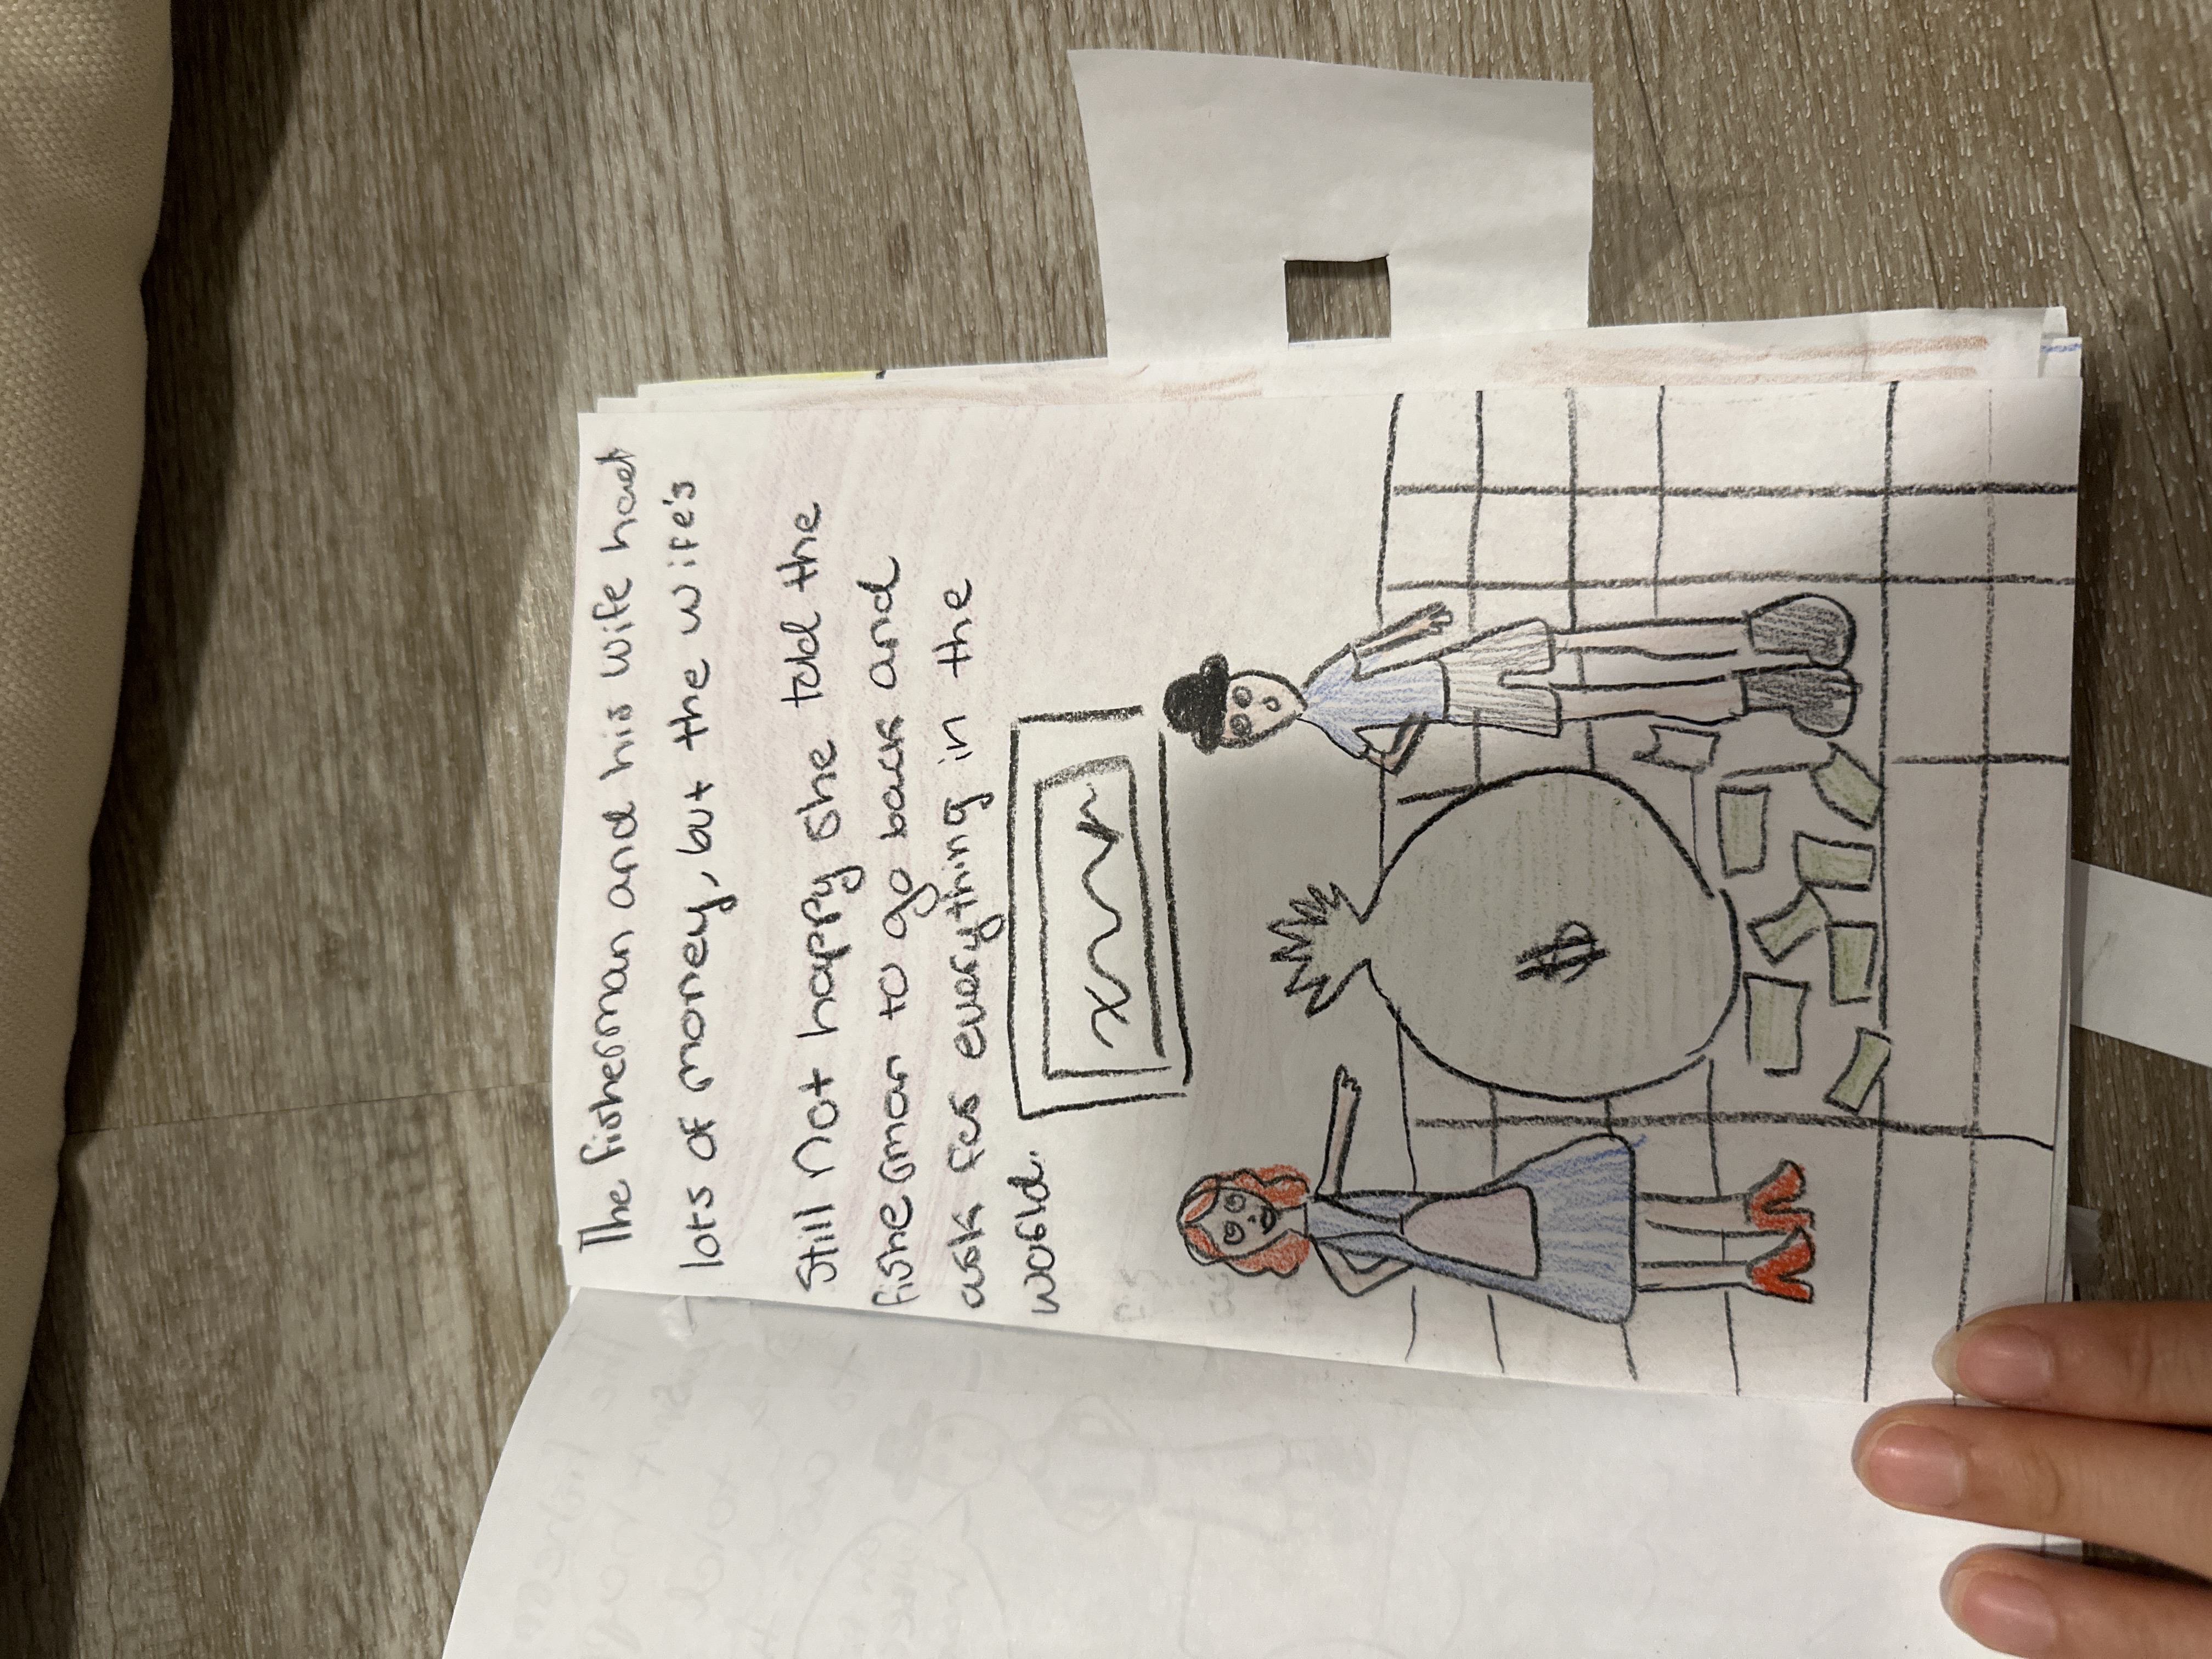 The fisherman and his wife had
lots of money, but the wife's
Still Not happy she told the
fisherman to go back and
ask for everything in the
world.
$